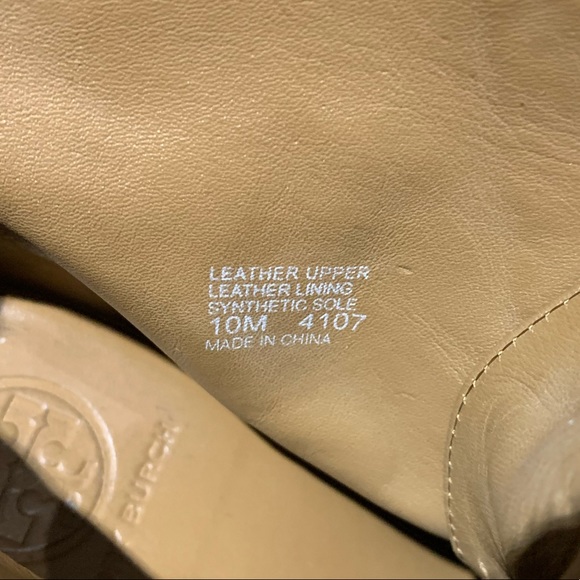 LEATHER UPPER
LEATHER LINING
SYNTHETIC SOLE
10M 4107
MADE IN CHINA
BURCH